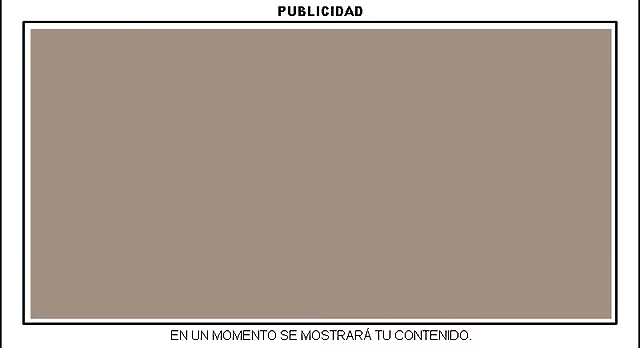 PUBLICIDAD
EN UN MOMENTO SE MOSTRARÁ TU CONTENIDO.